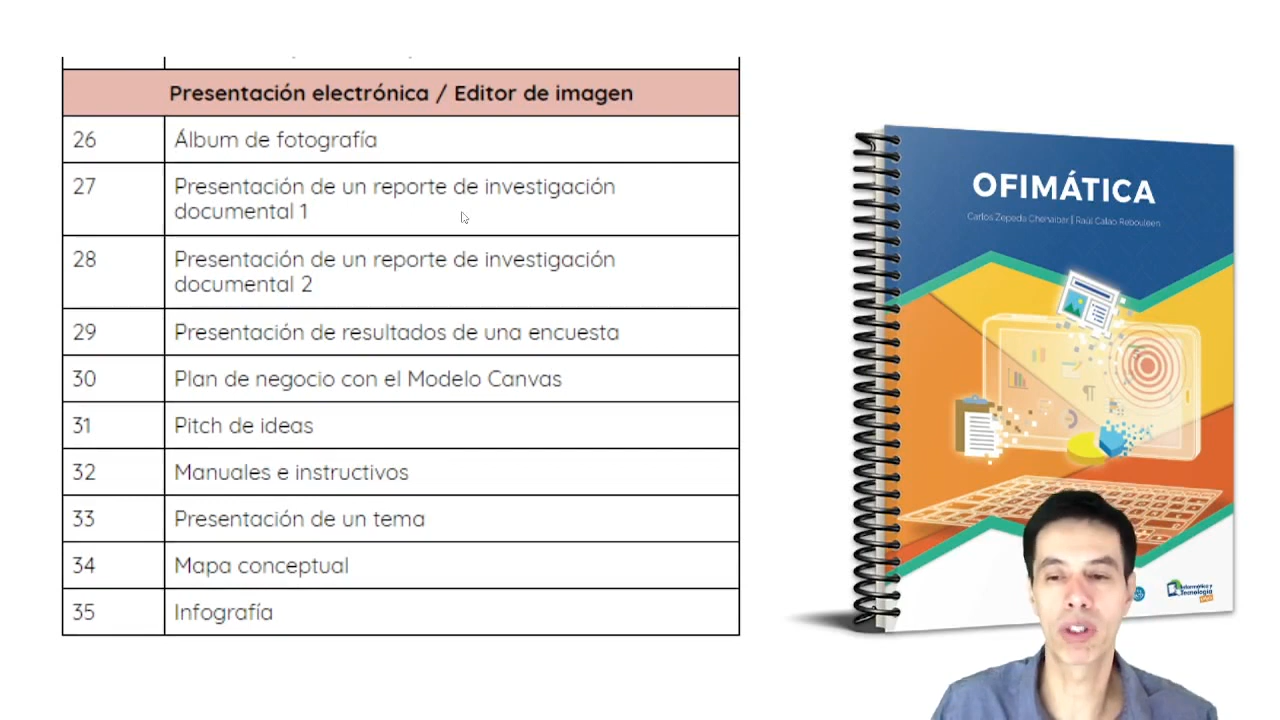 Presentación electrónica / Editor de imagen
26 Álbum de fotografía
27 Presentación de un reporte de investigación
documental 1
28 Presentación de un reporte de investigación
documental 2
29 Presentación de resultados de una encuesta
30 Plan de negocio con el Modelo Canvas
31 Pitch de ideas
32 Manuales e instructivos
33 Presentación de un tema
34 Mapa conceptual
35 Infografía
OFIMÁTICA
Carlos Zepeda Chehaibar | Raúl Calao Rebouleen
Informática y
Tecnología